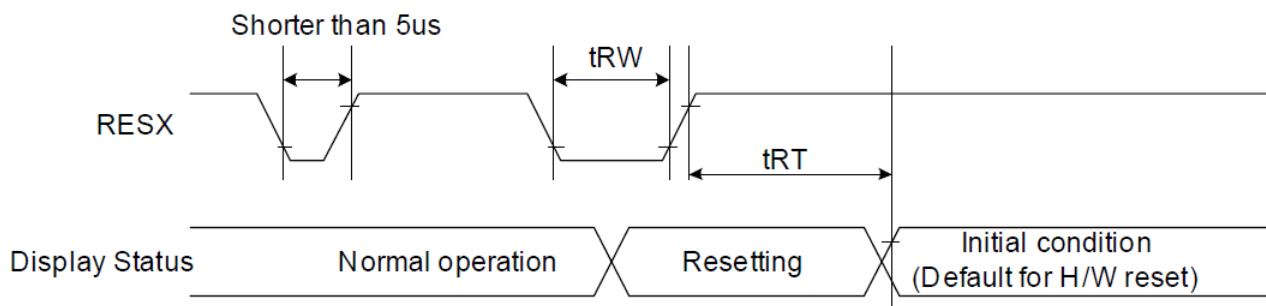 Shorter than 5us
tRW
RESX
tRT
Display Status
Normal operation
Resetting
Initial condition
(Default for H/W reset)